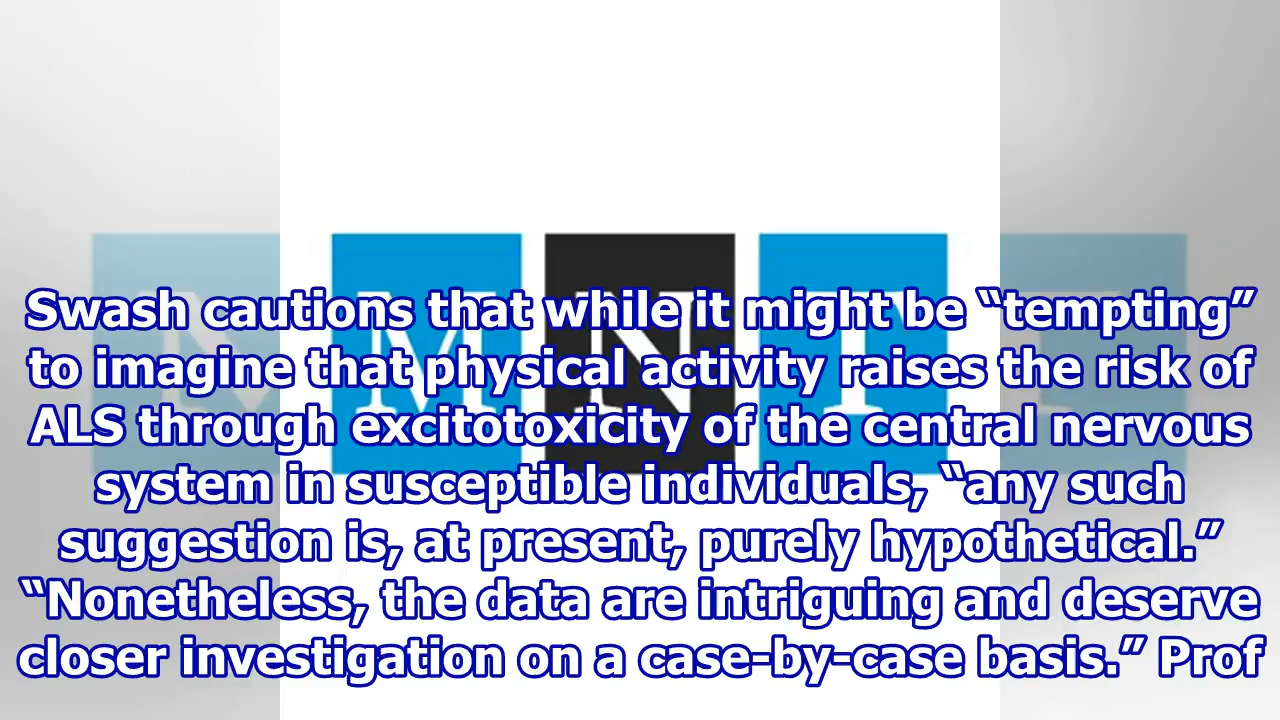 M N T
Swash cautions that while it might be “tempting”
to imagine that physical activity raises the risk of
ALS through excitotoxicity of the central nervous
system in susceptible individuals, “any such
suggestion is, at present, purely hypothetical.”
“Nonetheless, the data are intriguing and deserve
closer investigation on a case-by-case basis.” Prof